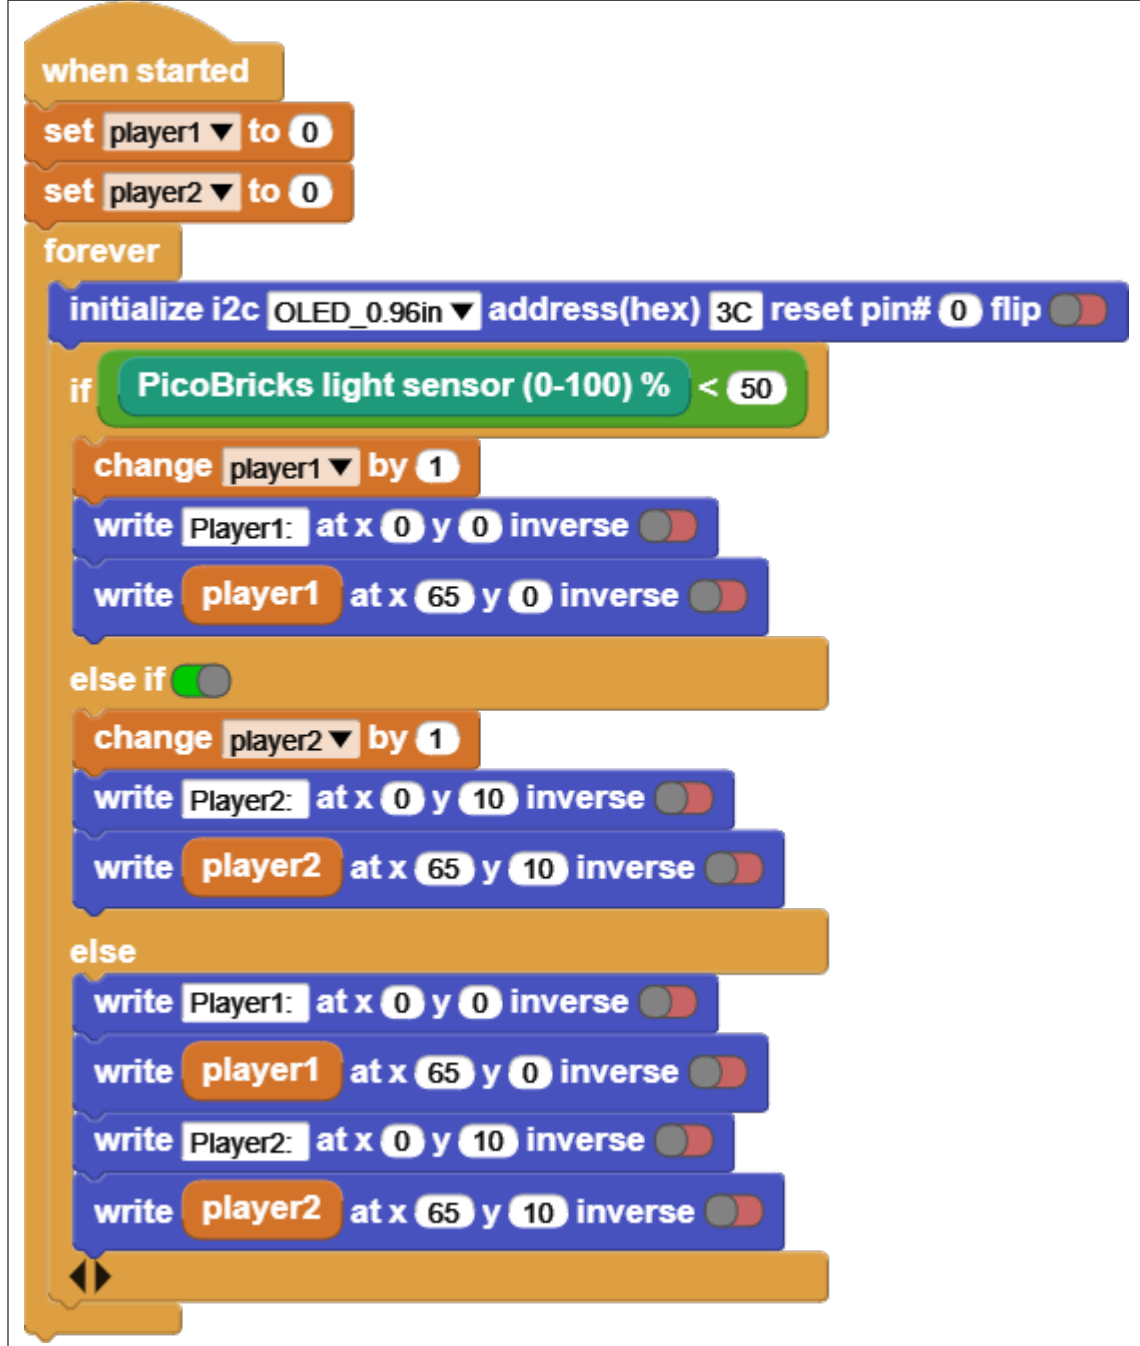 when started
set player1 to 0
set player2 to 0
forever
initialize i2c OLED_0.96in address(hex) 3C reset pin# 0 flip
if PicoBricks light sensor (0-100) % < 50
change player1 by 1
write Player1: at x 0 y 0 inverse
write player1 at x 65 y 0 inverse
else if
change player2 by 1
write Player2: at x 0 y 10 inverse
write player2 at x 65 y 10 inverse
else
write Player1: at x 0 y 0 inverse
write player1 at x 65 y 0 inverse
write Player2: at x 0 y 10 inverse
write player2 at x 65 y 10 inverse